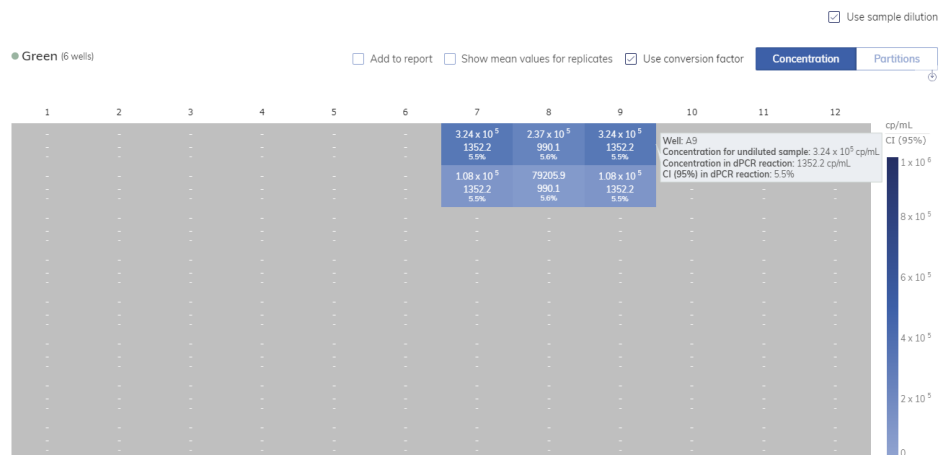 Use sample dilution
Green (6 wells)
Add to report Show mean values for replicates Use conversion factor Concentration Partitions
1 2 3 4 5 6 7 8 9 10 11 12
cp/mL
CI (95%)
3.24 x 10⁵ 2.37 x 10⁵ 3.24 x 10⁵
1352.2 990.1 1352.2
5.5% 5.6% 5.5%
1.08 x 10⁵ 79205.9 1.08 x 10⁵
1352.2 990.1 1352.2
5.5% 5.6% 5.5%
Well: A9
Concentration for undiluted sample: 3.24 x 10⁵ cp/mL
Concentration in dPCR reaction: 1352.2 cp/mL
CI (95%) in dPCR reaction: 5.5%
1 x 10⁶
8 x 10⁵
6 x 10⁵
4 x 10⁵
2 x 10⁵
0